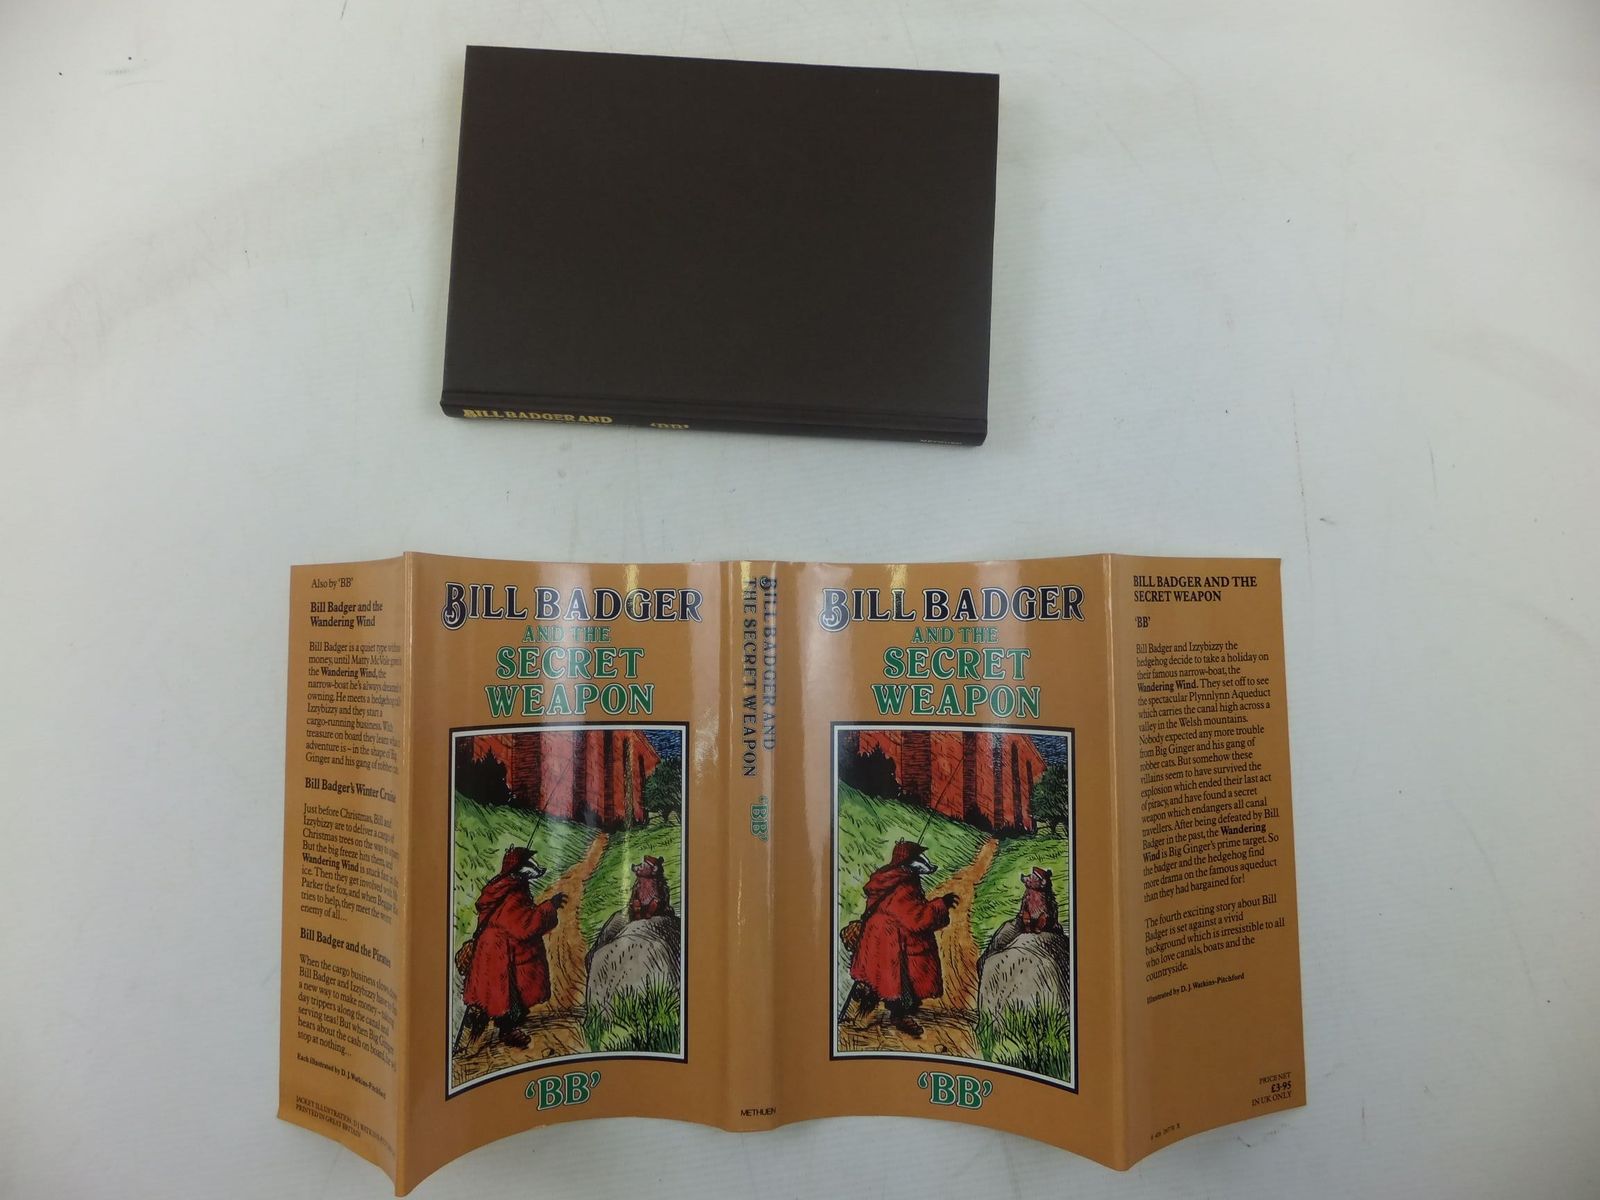 BILL BADGER AND
'BB'
METHUEN
Also by 'BB'
Bill Badger and the
Wandering Wind
Bill Badger is a quiet type
money, until Marty McVole
the Wandering Wind, the
narrow-boat he's always dreamed
owning. He meets a hedgehog
Izzybizzy and they start a
cargo-running business. With
treasure on board they learn
adventure is – in the shape of Big
Ginger and his gang of robber
Bill Badger's Winter Cruise
Just before Christmas, Bill and
Izzybizzy are to deliver a cargo
Christmas trees on the way to
But the big freeze hits them, and
Wandering Wind is stuck fast in
ice. Then they get involved with
Parker the fox, and when
tries to help, they meet the worst
enemy of all...
Bill Badger and the Pirates
When the cargo business slows
Bill Badger and Izzybizzy have to
a new way to make money – taking
day trippers along the canal and
serving teas! But when Big Ginger
hears about the cash on board, he
stop at nothing...
Each illustrated by D. J. Watkins-Pitchford
JACKET ILLUSTRATION D J
PRINTED IN GREAT BRITAIN
BILL BADGER
AND THE
SECRET
WEAPON
'BB'
BILL BADGER AND
THE SECRET WEAPON
'BB'
METHUEN
BILL BADGER
AND THE
SECRET
WEAPON
'BB'
BILL BADGER AND THE
SECRET WEAPON
'BB'
Bill Badger and Izzybizzy the
hedgehog decide to take a holiday on
their famous narrow-boat, the
Wandering Wind. They set off to see
the spectacular Plynnlynn Aqueduct
which carries the canal high across a
valley in the Welsh mountains.
Nobody expected any more trouble
from Big Ginger and his gang of
robber cats. But somehow these
villains seem to have survived the
explosion which ended their last act
of piracy, and have found a secret
weapon which endangers all canal
travellers. After being defeated by Bill
Badger in the past, the Wandering
Wind is Big Ginger's prime target. So
the badger and the hedgehog find
more drama on the famous aqueduct
than they had bargained for!
The fourth exciting story about Bill
Badger is set against a vivid
background which is irresistible to all
who love canals, boats and the
countryside.
Illustrated by D. J. Watkins-Pitchford
PRICE NET
£3·95
IN UK ONLY